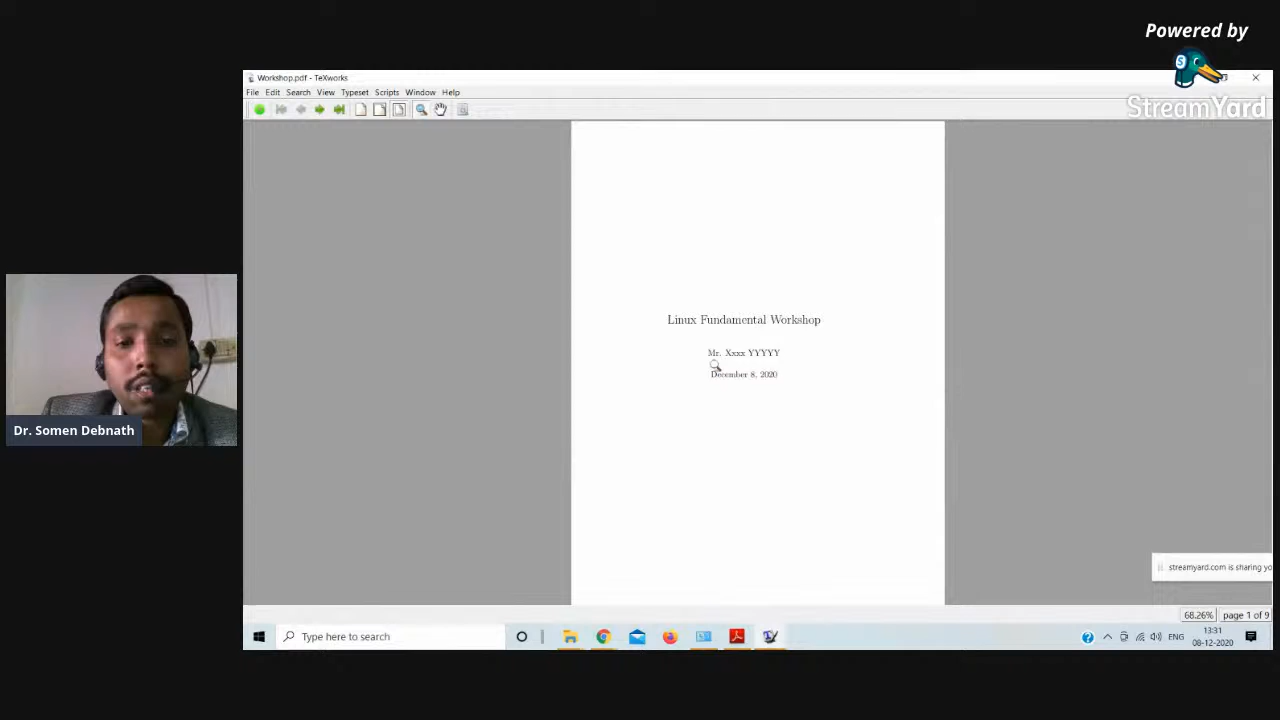 Powered by
StreamYard
Workshop.pdf - TeXworks
File Edit Search View Typeset Scripts Window Help
Linux Fundamental Workshop
Mr. Xxxx YYYYY
December 8, 2020
Dr. Somen Debnath
streamyard.com is sharing yo
68.26% page 1 of 9
Type here to search
ENG
13:31
08-12-2020